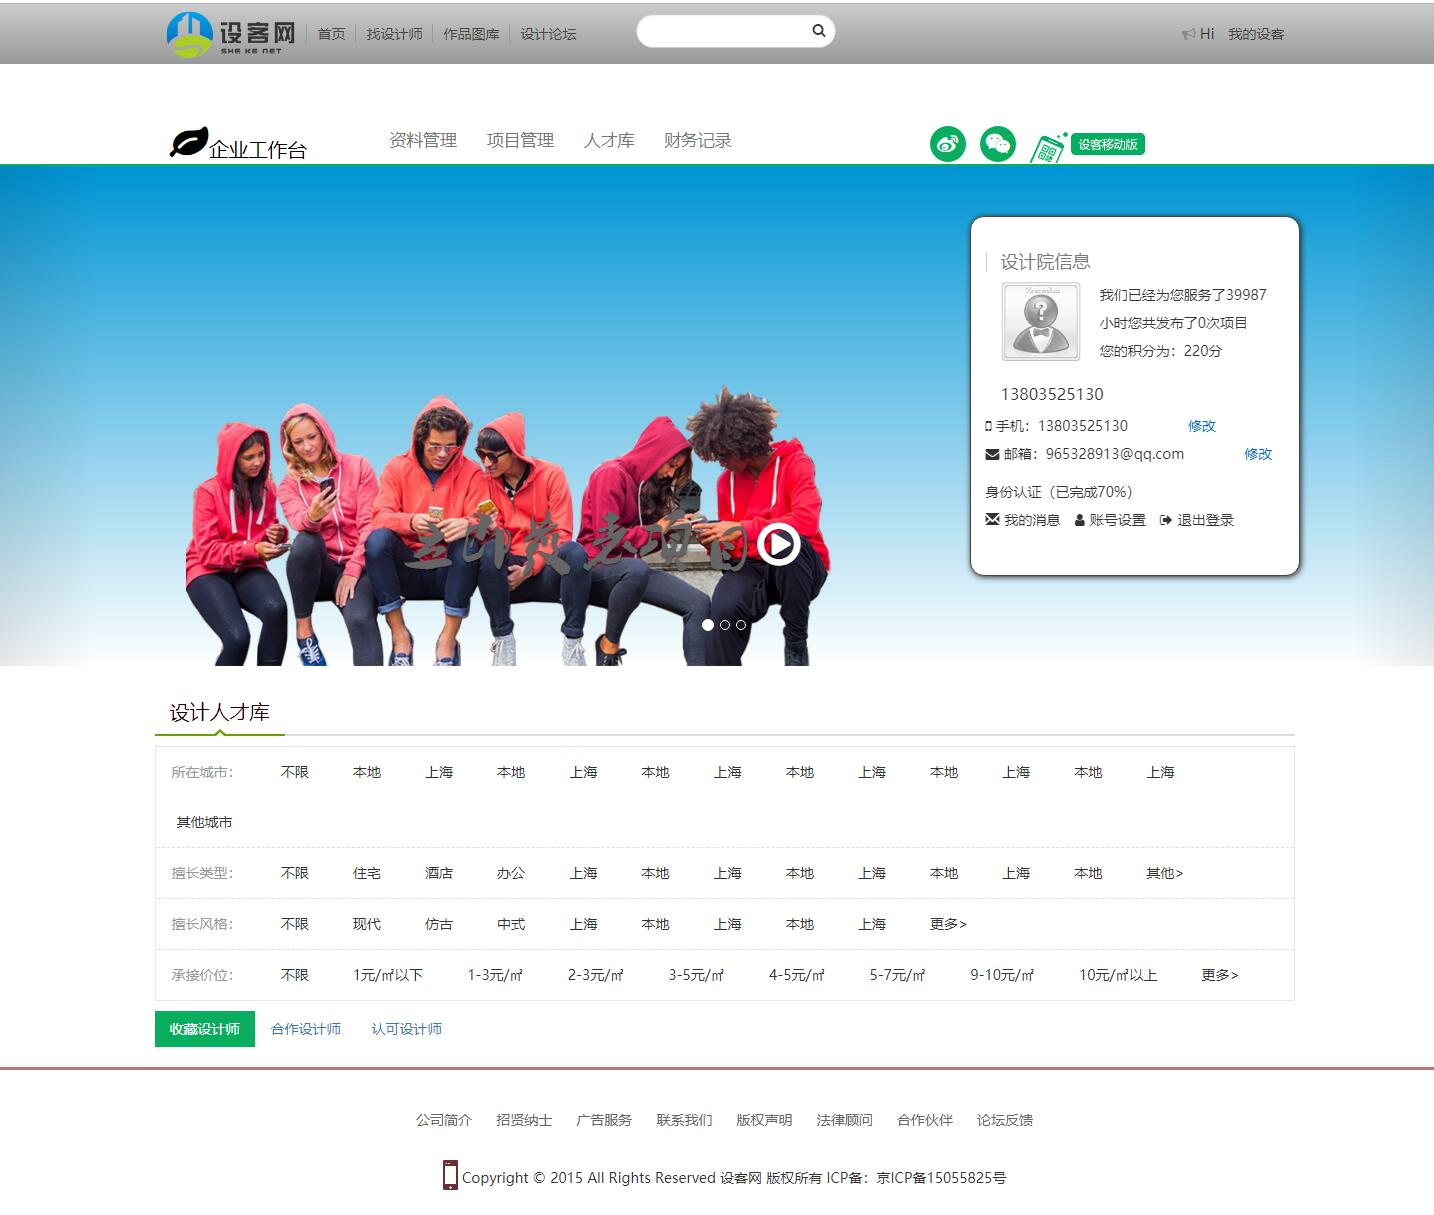 设客网
SHE KE NET
首页 找设计师 作品图库 设计论坛
Hi 我的设客
企业工作台
资料管理 项目管理 人才库 财务记录
设客移动版
设计院信息
我们已经为您服务了39987
小时您共发布了0次项目
您的积分为：220分
13803525130
手机：13803525130 修改
邮箱：965328913@qq.com 修改
身份认证（已完成70%）
我的消息 账号设置 退出登录
立即发表项目
设计人才库
所在城市： 不限 本地 上海 本地 上海 本地 上海 本地 上海 本地 上海 本地 上海
其他城市
擅长类型： 不限 住宅 酒店 办公 上海 本地 上海 本地 上海 本地 上海 本地 其他>
擅长风格： 不限 现代 仿古 中式 上海 本地 上海 本地 上海 更多>
承接价位： 不限 1元/㎡以下 1-3元/㎡ 2-3元/㎡ 3-5元/㎡ 4-5元/㎡ 5-7元/㎡ 9-10元/㎡ 10元/㎡以上 更多>
收藏设计师 合作设计师 认可设计师
公司简介 招贤纳士 广告服务 联系我们 版权声明 法律顾问 合作伙伴 论坛反馈
Copyright © 2015 All Rights Reserved 设客网 版权所有 ICP备：京ICP备15055825号